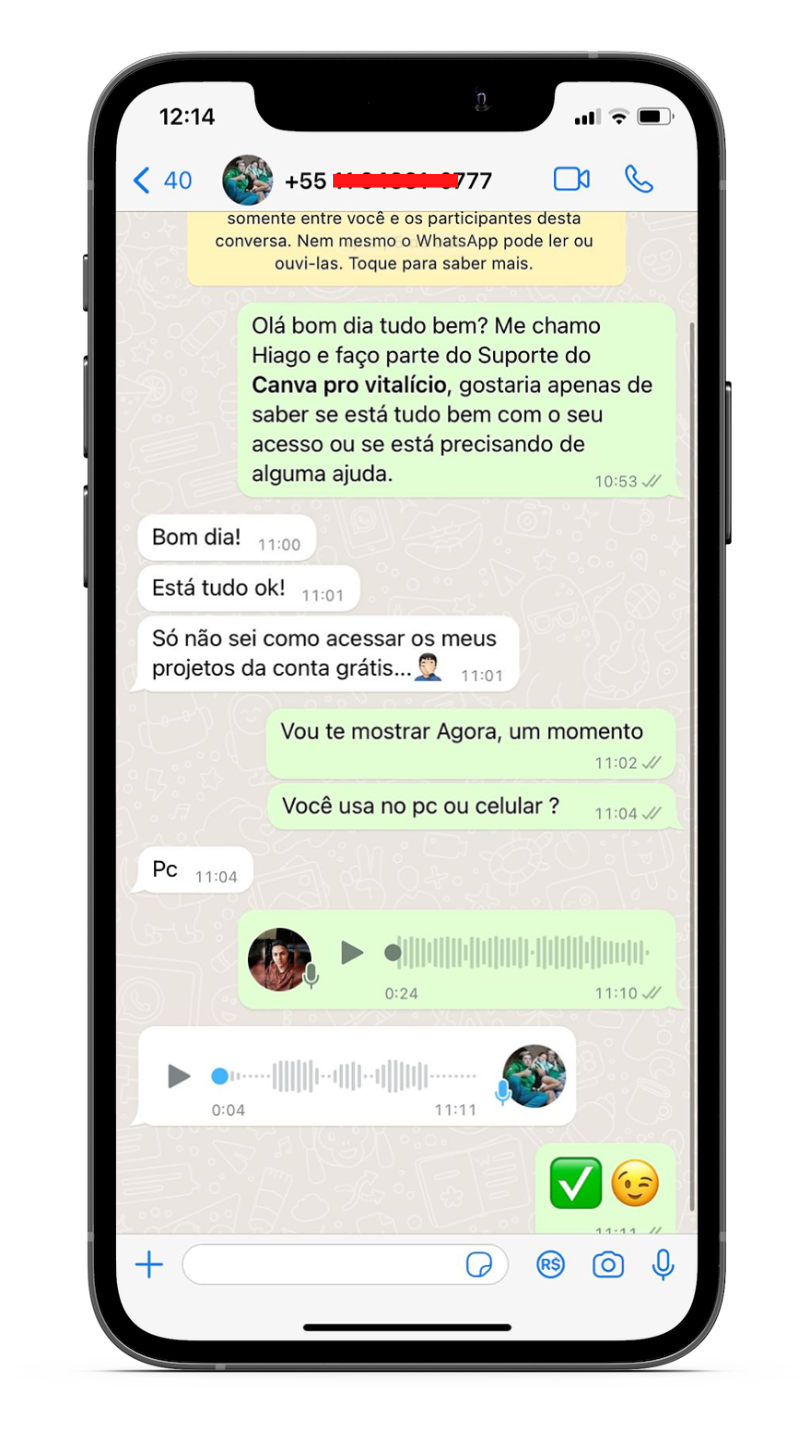 12:14
40
+55 777
somente entre você e os participantes desta
conversa. Nem mesmo o WhatsApp pode ler ou
ouvi-las. Toque para saber mais.
Olá bom dia tudo bem? Me chamo
Hiago e faço parte do Suporte do
Canva pro vitalício, gostaria apenas de
saber se está tudo bem com o seu
acesso ou se está precisando de
alguma ajuda.
10:53
Bom dia! 11:00
Está tudo ok! 11:01
Só não sei como acessar os meus
projetos da conta grátis...🤦🏻‍♂️ 11:01
Vou te mostrar Agora, um momento
11:02
Você usa no pc ou celular ? 11:04
Pc 11:04
0:24 11:10
0:04 11:11
✅😉
11:11
R$